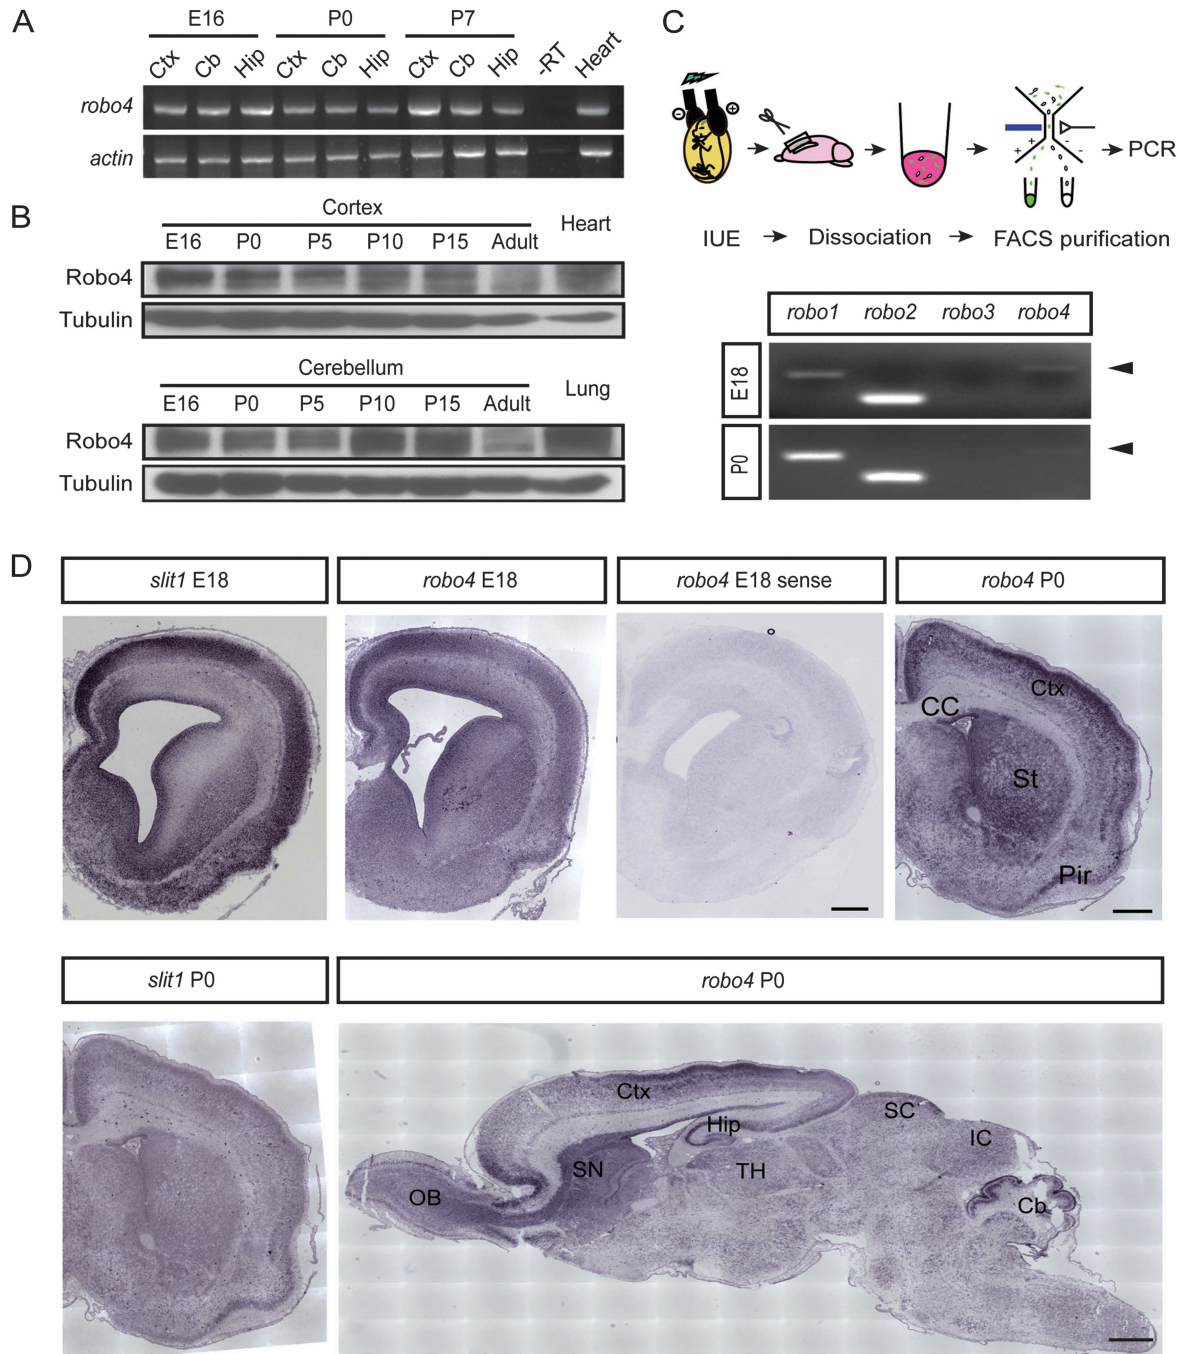 A
E16 P0 P7
Ctx Cb Hip Ctx Cb Hip Ctx Cb Hip -RT Heart
robo4
actin
B
Cortex Heart
E16 P0 P5 P10 P15 Adult
Robo4
Tubulin
Cerebellum Lung
E16 P0 P5 P10 P15 Adult
Robo4
Tubulin
C
- +
+ + - -
PCR
IUE Dissociation FACS purification
robo1 robo2 robo3 robo4
E18
P0
D
slit1 E18 robo4 E18 robo4 E18 sense robo4 P0
Ctx
CC
St
Pir
slit1 P0 robo4 P0
Ctx
SC
Hip
IC
SN
TH
OB
Cb